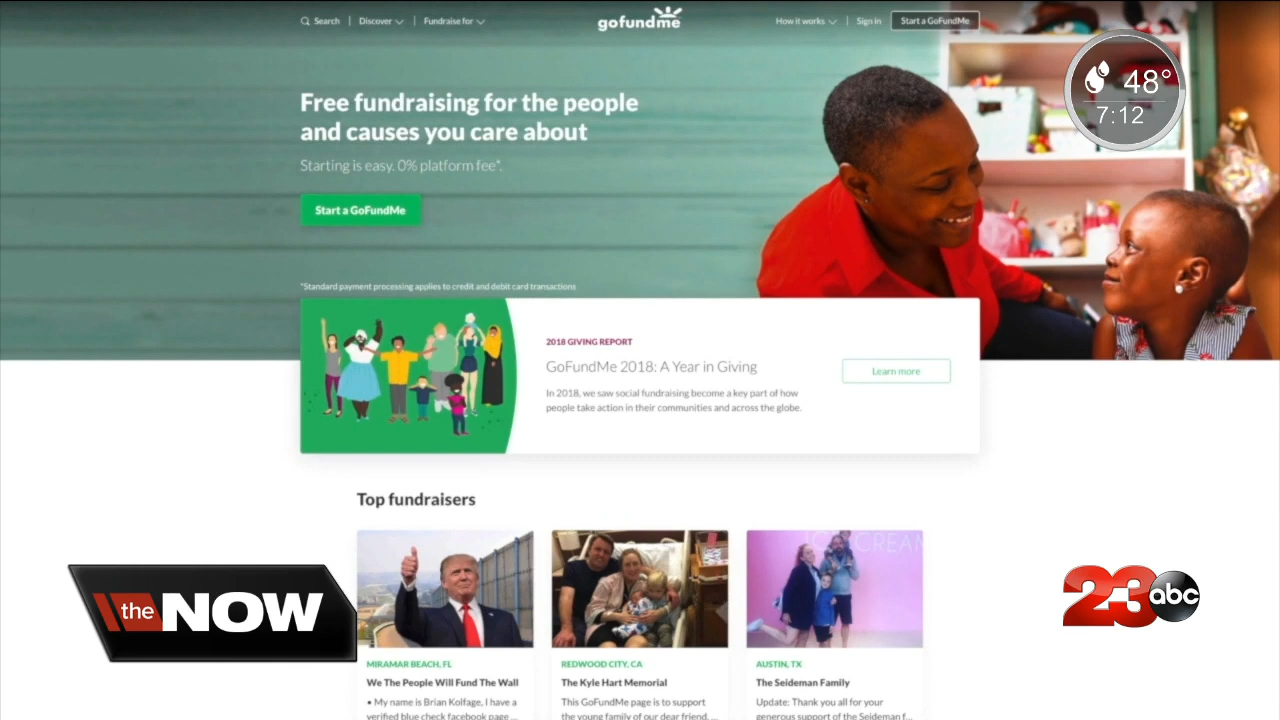 Search | Discover | Fundraise for
gofundme
How it works | Sign in Start a GoFundMe
48°
7:12
Free fundraising for the people
and causes you care about
Starting is easy. 0% platform fee*.
Start a GoFundMe
*Standard payment processing applies to credit and debit card transactions
2018 GIVING REPORT
GoFundMe 2018: A Year in Giving
Learn more
In 2018, we saw social fundraising become a key part of how
people take action in their communities and across the globe.
Top fundraisers
ICE CREAM
the NOW
23 abc
MIRAMAR BEACH, FL
We The People Will Fund The Wall
• My name is Brian Kolfage, I have a
verified blue check facebook page ...
REDWOOD CITY, CA
The Kyle Hart Memorial
This GoFundMe page is to support
the young family of our dear friend, ...
AUSTIN, TX
The Seideman Family
Update: Thank you all for your
generous support of the Seideman f...